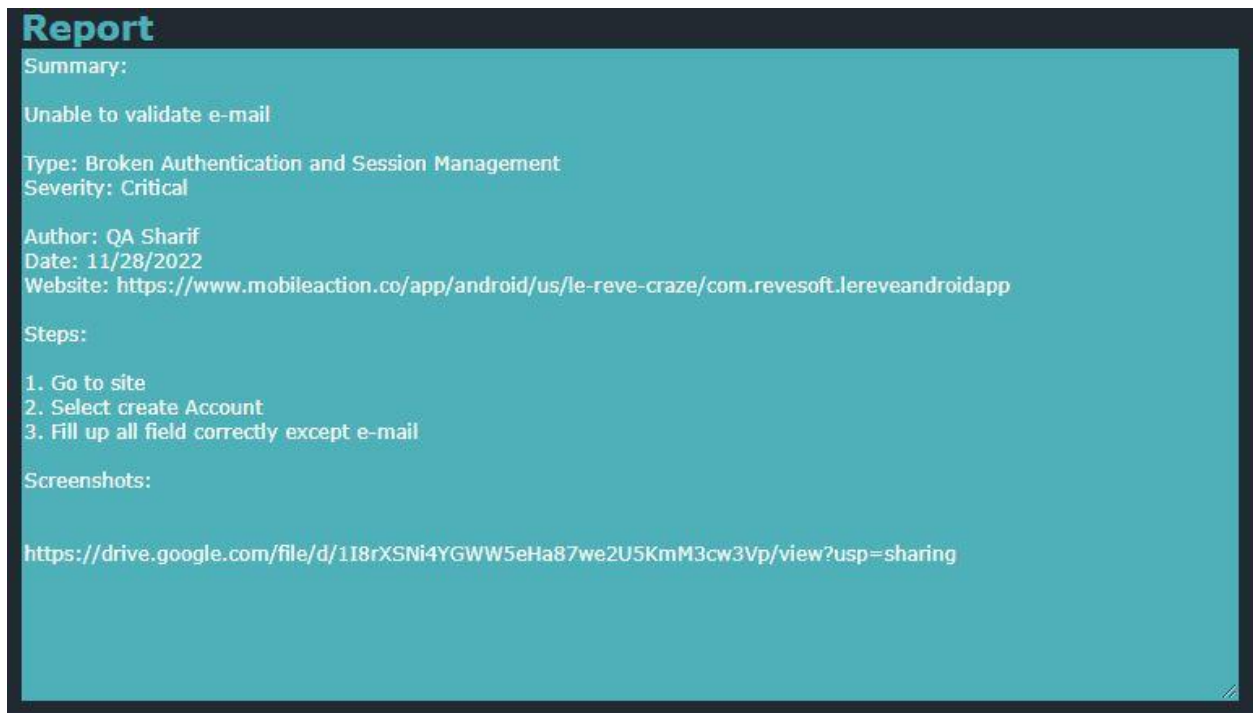 Report
Summary:
Unable to validate e-mail
Type: Broken Authentication and Session Management
Severity: Critical
Author: QA Sharif
Date: 11/28/2022
Website: https://www.mobileaction.co/app/android/us/le-reve-craze/com.revesoft.lereveandroidapp
Steps:
1. Go to site
2. Select create Account
3. Fill up all field correctly except e-mail
Screenshots:
https://drive.google.com/file/d/1I8rXSNi4YGWW5eHa87we2U5KmM3cw3Vp/view?usp=sharing